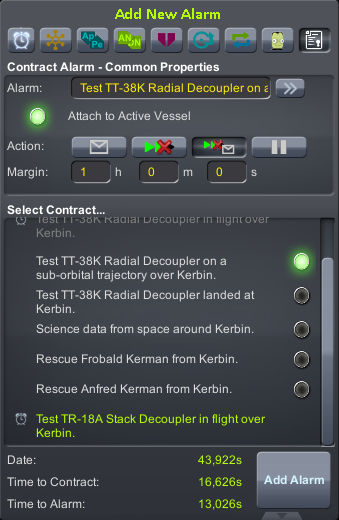 Add New Alarm
Ap
Pe
AN
DN
Contract Alarm - Common Properties
Alarm: Test TT-38K Radial Decoupler on a
Attach to Active Vessel
Action:
Margin: 1 h 0 m 0 s
Select Contract...
Test TT-38K Radial Decoupler in flight over
Kerbin.
Test TT-38K Radial Decoupler on a
sub-orbital trajectory over Kerbin.
Test TT-38K Radial Decoupler landed at
Kerbin.
Science data from space around Kerbin.
Rescue Frobald Kerman from Kerbin.
Rescue Anfred Kerman from Kerbin.
Test TR-18A Stack Decoupler in flight over
Kerbin.
Date: 43,922s
Time to Contract: 16,626s
Time to Alarm: 13,026s
Add Alarm